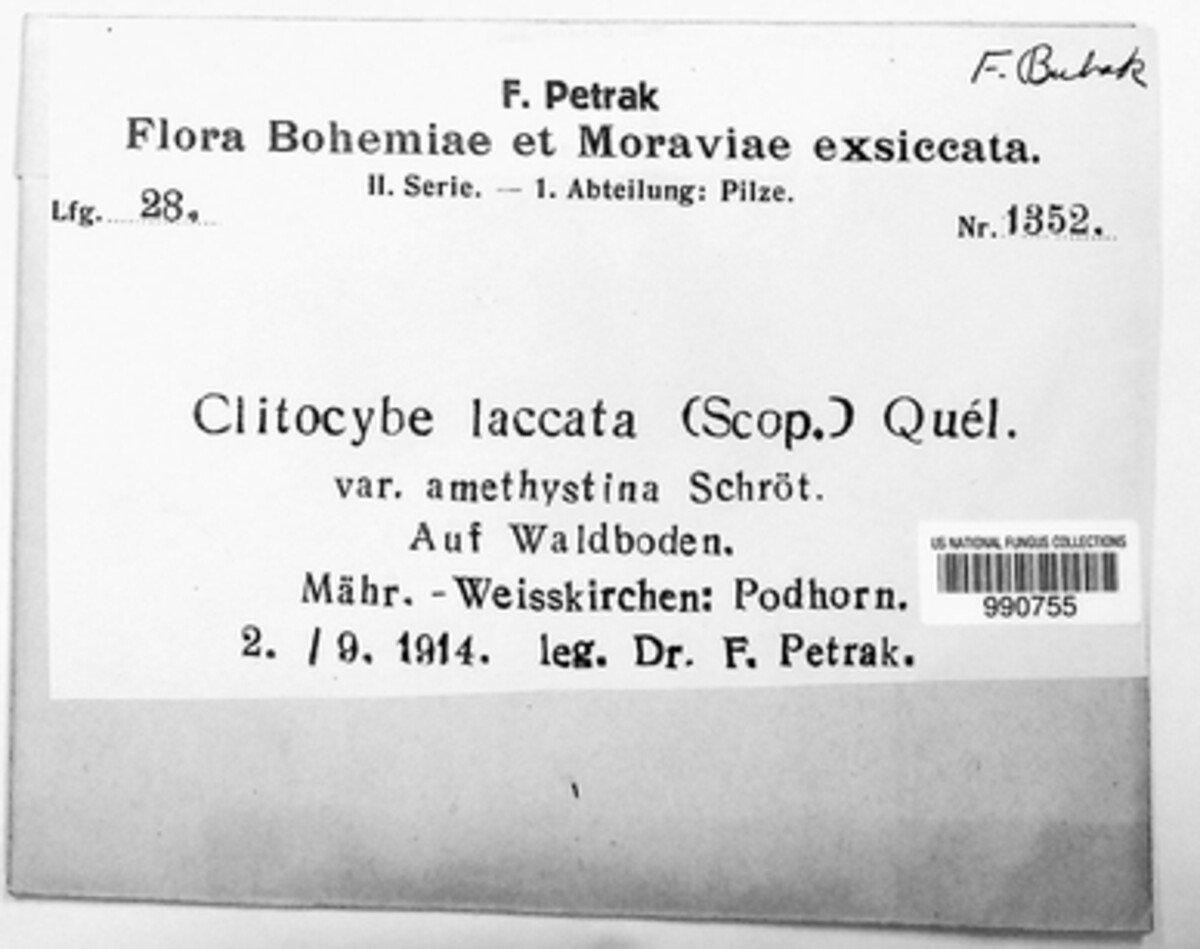 F. Bubak
F. Petrak
Flora Bohemiae et Moraviae exsiccata.
II. Serie. — 1. Abteilung: Pilze.
Lfg. 28. Nr. 1352.
Clitocybe laccata (Scop.) Quél.
var. amethystina Schröt.
Auf Waldboden.
Mähr. - Weisskirchen: Podhorn.
2. / 9. 1914. leg. Dr. F. Petrak.
US NATIONAL FUNGUS COLLECTIONS
990755